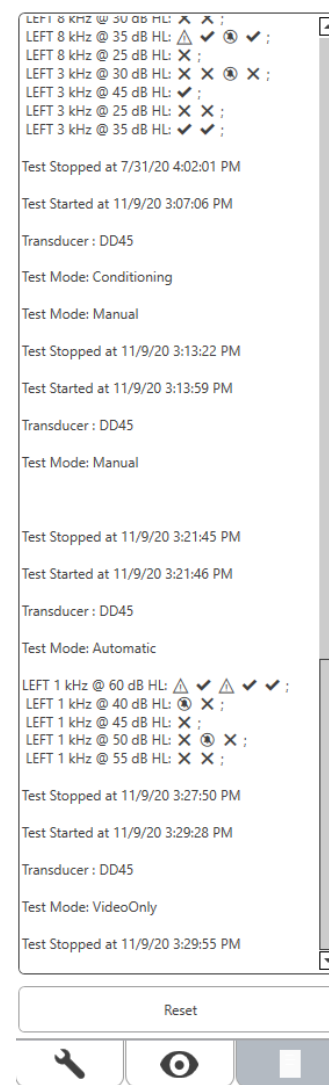 LEFT 8 kHz @ 30 dB HL: ✕ ✕ ;
LEFT 8 kHz @ 35 dB HL: ⚠ ✔ 🔕 ✔ ;
LEFT 8 kHz @ 25 dB HL: ✕ ;
LEFT 3 kHz @ 30 dB HL: ✕ ✕ 🔕 ✕ ;
LEFT 3 kHz @ 45 dB HL: ✔ ;
LEFT 3 kHz @ 25 dB HL: ✕ ✕ ;
LEFT 3 kHz @ 35 dB HL: ✔ ✔ ;
Test Stopped at 7/31/20 4:02:01 PM
Test Started at 11/9/20 3:07:06 PM
Transducer : DD45
Test Mode: Conditioning
Test Mode: Manual
Test Stopped at 11/9/20 3:13:22 PM
Test Started at 11/9/20 3:13:59 PM
Transducer : DD45
Test Mode: Manual
Test Stopped at 11/9/20 3:21:45 PM
Test Started at 11/9/20 3:21:46 PM
Transducer : DD45
Test Mode: Automatic
LEFT 1 kHz @ 60 dB HL: ⚠ ✔ ⚠ ✔ ✔ ;
LEFT 1 kHz @ 40 dB HL: 🔕 ✕ ;
LEFT 1 kHz @ 45 dB HL: ✕ ;
LEFT 1 kHz @ 50 dB HL: ✕ 🔕 ✕ ;
LEFT 1 kHz @ 55 dB HL: ✕ ✕ ;
Test Stopped at 11/9/20 3:27:50 PM
Test Started at 11/9/20 3:29:28 PM
Transducer : DD45
Test Mode: VideoOnly
Test Stopped at 11/9/20 3:29:55 PM
Reset